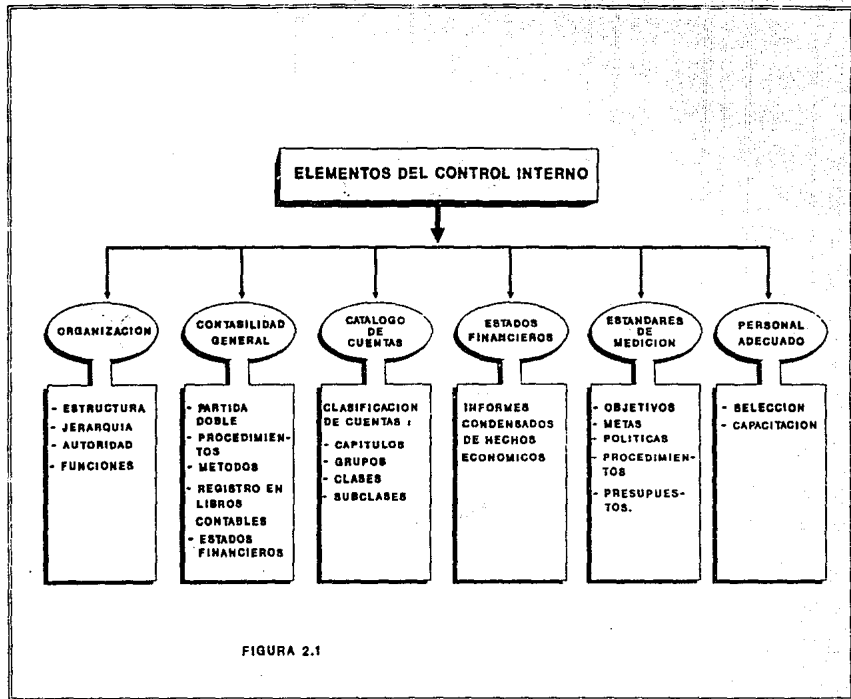 ELEMENTOS DEL CONTROL INTERNO
ORGANIZACIÓN
- ESTRUCTURA
- JERARQUIA
- AUTORIDAD
- FUNCIONES
CONTABILIDAD
GENERAL
- PARTIDA
DOBLE
- PROCEDIMIEN-
TOS
- METODOS
- REGISTRO EN
LIBROS
CONTABLES
- ESTADOS
FINANCIEROS
CATALOGO
DE
CUENTAS
CLASIFICACION
DE CUENTAS :
- CAPITULOS
- GRUPOS
- CLASES
- SUBCLASES
ESTADOS
FINANCIEROS
INFORMES
CONDENSADOS
DE HECHOS
ECONOMICOS
ESTANDARES
DE
MEDICION
- OBJETIVOS
- METAS
- POLITICAS
- PROCEDIMIEN-
TOS
- PRESUPUES-
TOS.
PERSONAL
ADECUADO
- SELECCION
- CAPACITACION
FIGURA 2.1